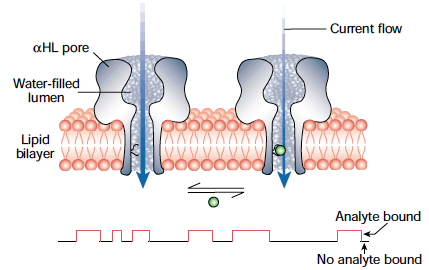 Current flow
αHL pore
Water-filled
lumen
Lipid
bilayer
Analyte bound
No analyte bound